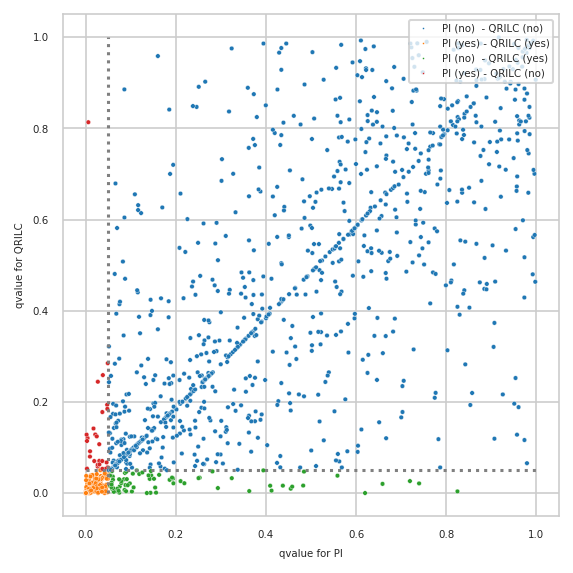 PI (no) - QRILC (no)
PI (yes) - QRILC (yes)
PI (no) - QRILC (yes)
PI (yes) - QRILC (no)
1.0
0.8
0.6
0.4
0.2
0.0
qvalue for QRILC
0.0 0.2 0.4 0.6 0.8 1.0
qvalue for PI